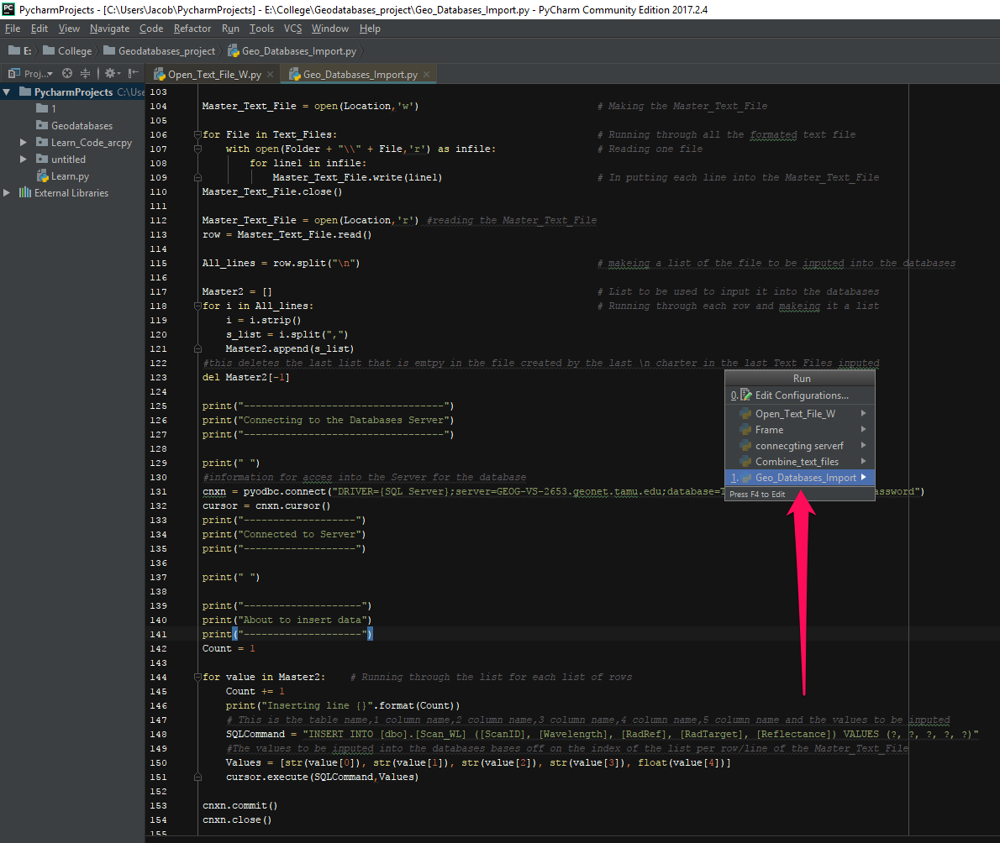 PycharmProjects - [C:\Users\Jacob\PycharmProjects] - E:\College\Geodatabases_project\Geo_Databases_Import.py - PyCharm Community Edition 2017.2.4
File Edit View Navigate Code Refactor Run Tools VCS Window Help
E: College Geodatabases_project Geo_Databases_Import.py
Proj... Open_Text_File_W.py Geo_Databases_Import.py
PycharmProjects C:\Use
1
Geodatabases
Learn_Code_arcpy
untitled
Learn.py
External Libraries
103
104 Master_Text_File = open(Location,'w') # Making the Master_Text_File
105
106 for File in Text_Files: # Running through all the formated text file
107 with open(Folder + "\\" + File,'r') as infile: # Reading one file
108 for line1 in infile:
109 Master_Text_File.write(line1) # In putting each line into the Master_Text_File
110 Master_Text_File.close()
111
112 Master_Text_File = open(Location,'r') #reading the Master_Text_File
113 row = Master_Text_File.read()
114
115 All_lines = row.split("\n") # makeing a list of the file to be inputed into the databases
116
117 Master2 = [] # List to be used to input it into the databases
118 for i in All_lines: # Running through each row and makeing it a list
119 i = i.strip()
120 s_list = i.split(",")
121 Master2.append(s_list)
122 #this deletes the last list that is emtpy in the file created by the last \n charter in the last Text Files inputed
123 del Master2[-1]
124
125 print("----------------------------------")
126 print("Connecting to the Databases Server")
127 print("----------------------------------")
128
129 print(" ")
130 #information for acces into the Server for the database
131 cnxn = pyodbc.connect("DRIVER={SQL Server};server=GEOG-VS-2653.geonet.tamu.edu;database=T assword")
132 cursor = cnxn.cursor()
133 print("-------------------")
134 print("Connected to Server")
135 print("-------------------")
136
137 print(" ")
138
139 print("--------------------")
140 print("About to insert data")
141 print("--------------------")
142 Count = 1
143
144 for value in Master2: # Running through the list for each list of rows
145 Count += 1
146 print("Inserting line {}".format(Count))
147 # This is the table name,1 column name,2 column name,3 column name,4 column name,5 column name and the values to be inputed
148 SQLCommand = "INSERT INTO [dbo].[Scan_WL] ([ScanID], [Wavelength], [RadRef], [RadTarget], [Reflectance]) VALUES (?, ?, ?, ?, ?)"
149 #The values to be inputed into the databases bases off on the index of the list per rov/line of the Master_Text_File
150 Values = [str(value[0]), str(value[1]), str(value[2]), str(value[3]), float(value[4])]
151 cursor.execute(SQLCommand,Values)
152
153 cnxn.commit()
154 cnxn.close()
155
Run
0. Edit Configurations...
Open_Text_File_W
Frame
connecgting serverf
Combine_text_files
1. Geo_Databases_Import
Press F4 to Edit